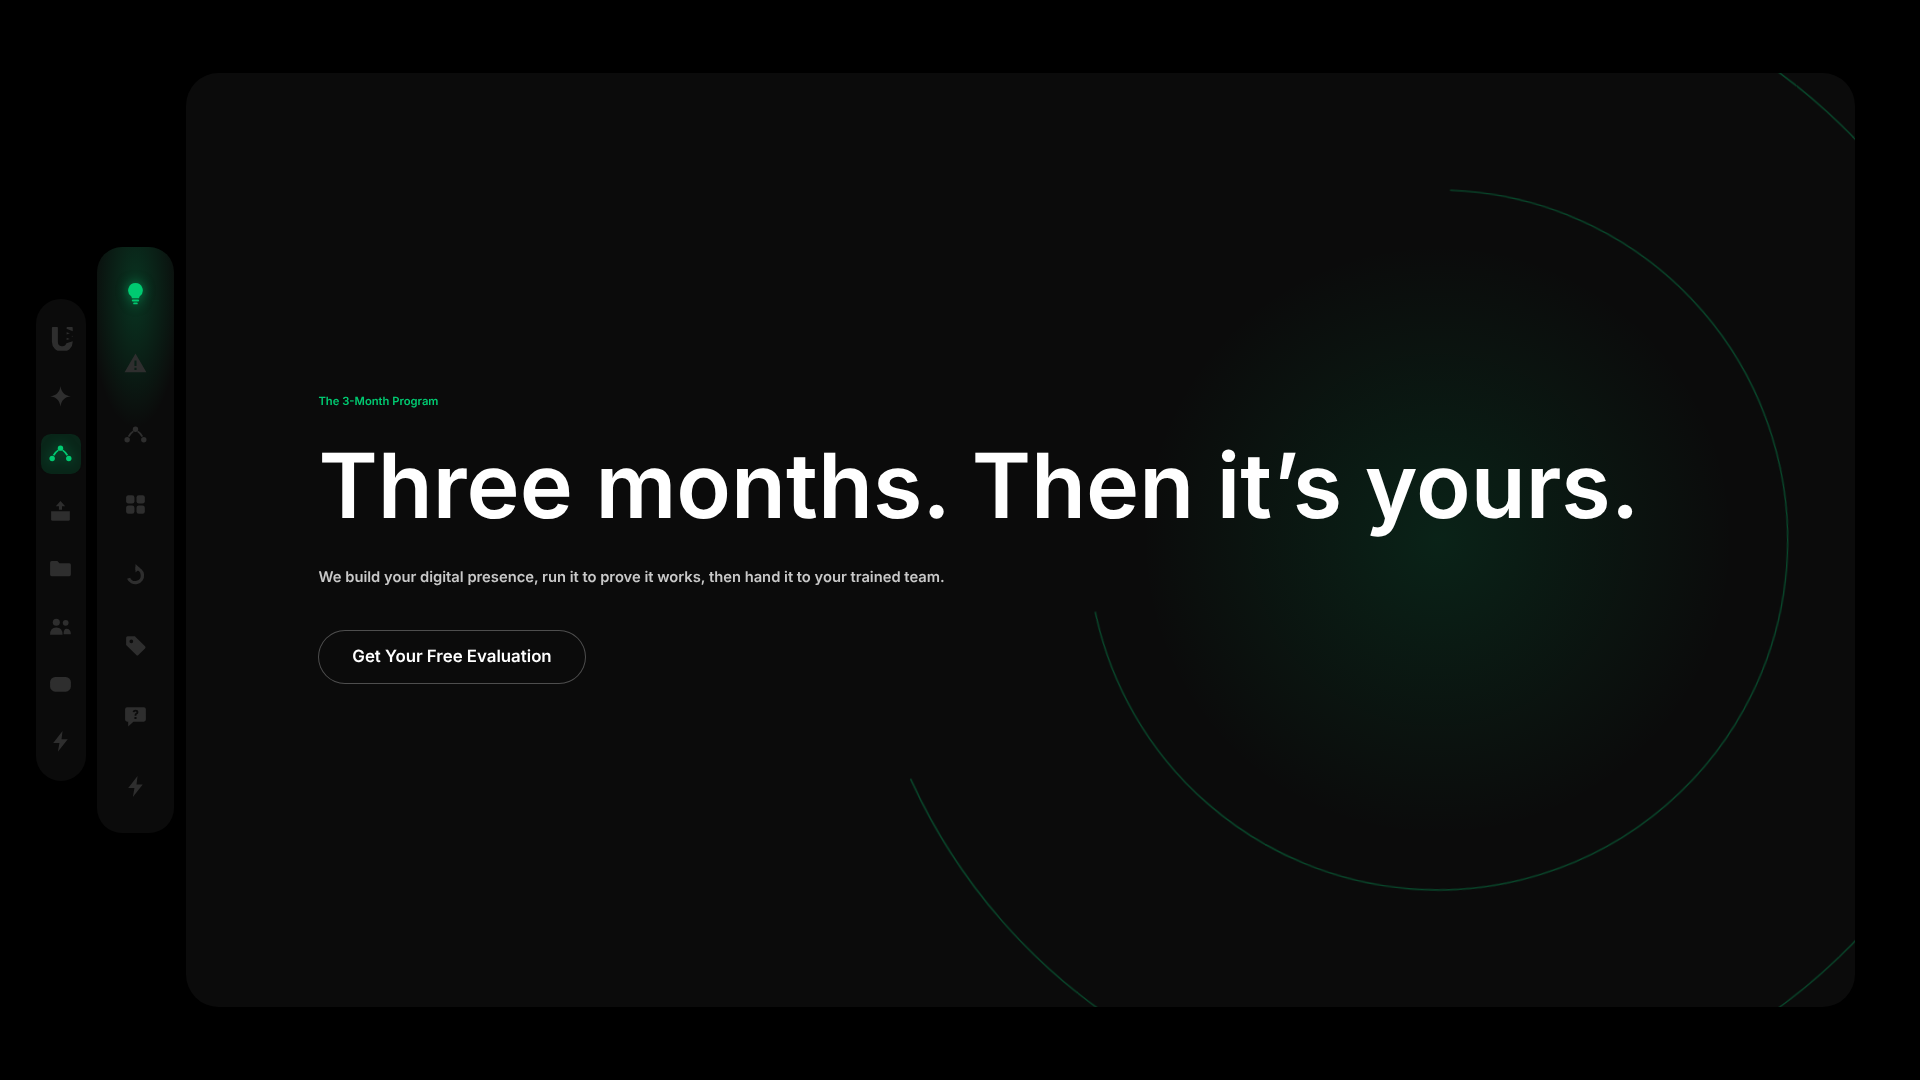 The 3-Month Program
Three months. Then it’s yours.
We build your digital presence, run it to prove it works, then hand it to your trained team.
Get Your Free Evaluation